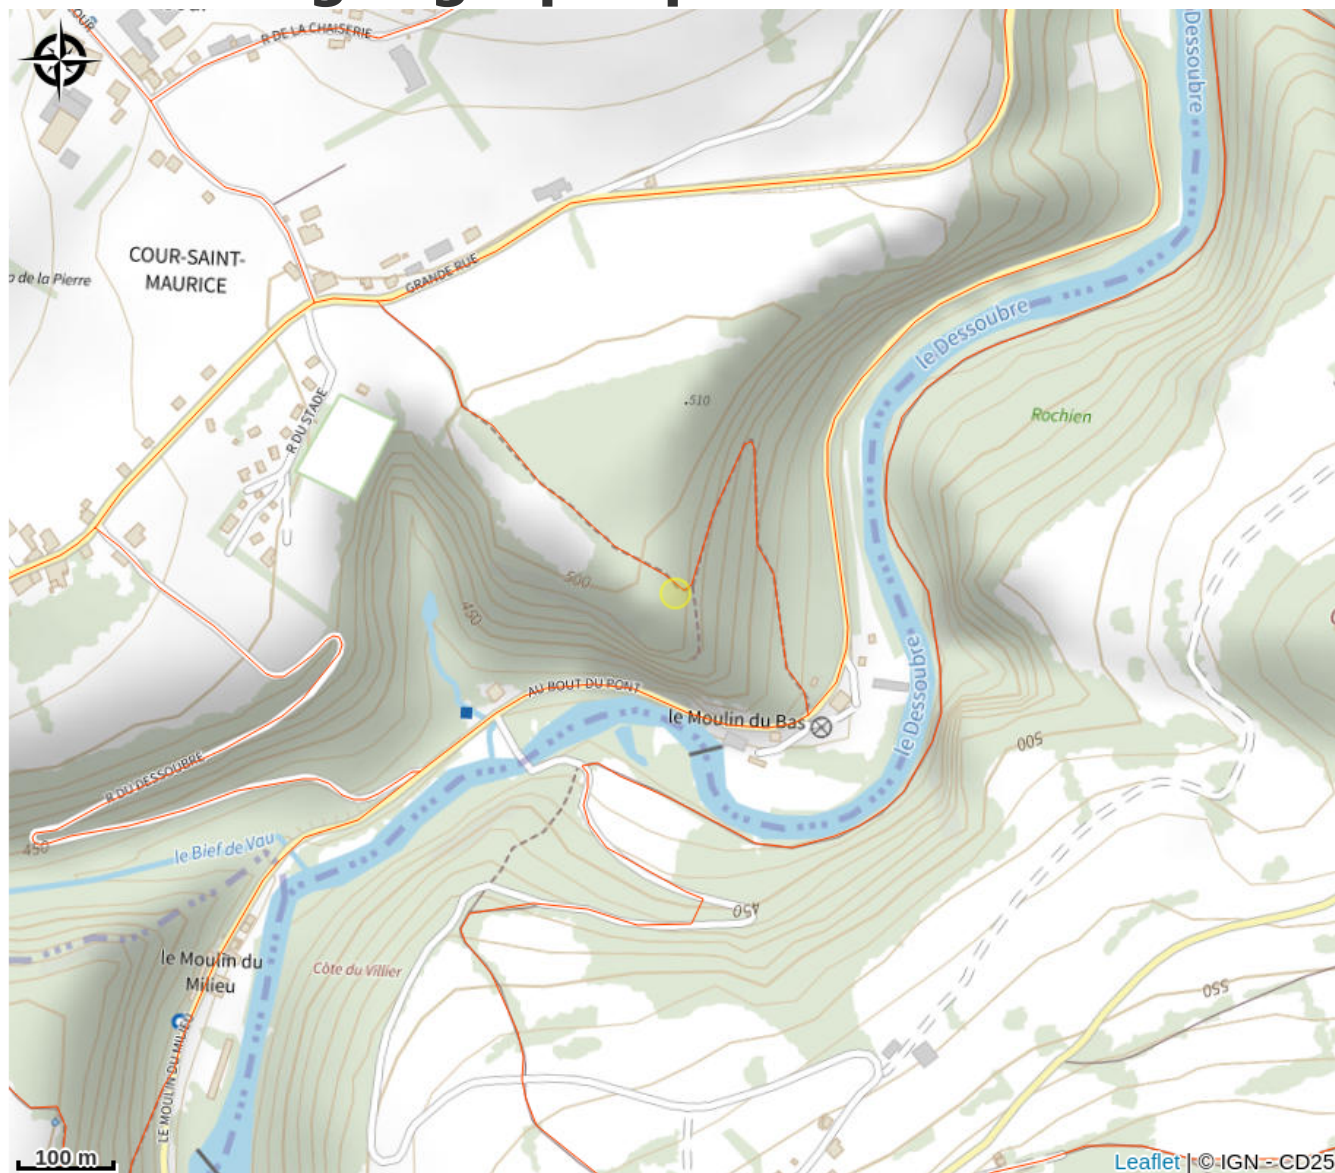 R DE LA CHAISERIE
le Dessoubre
COUR-SAINT-
MAURICE
de la Pierre
GRANDE RUE
le Dessoubre
R DU STADE
510
Rochien
500
450
le Dessoubre
AU BOUT DU PONT
le Moulin du Bas
500
R DU DESSOUBRE
450
le Bief de Vau
450
le Moulin du
Milieu
Côte du Villier
550
LE MOULIN DU MILIEU
100 m
Leaflet | © IGN - CD25